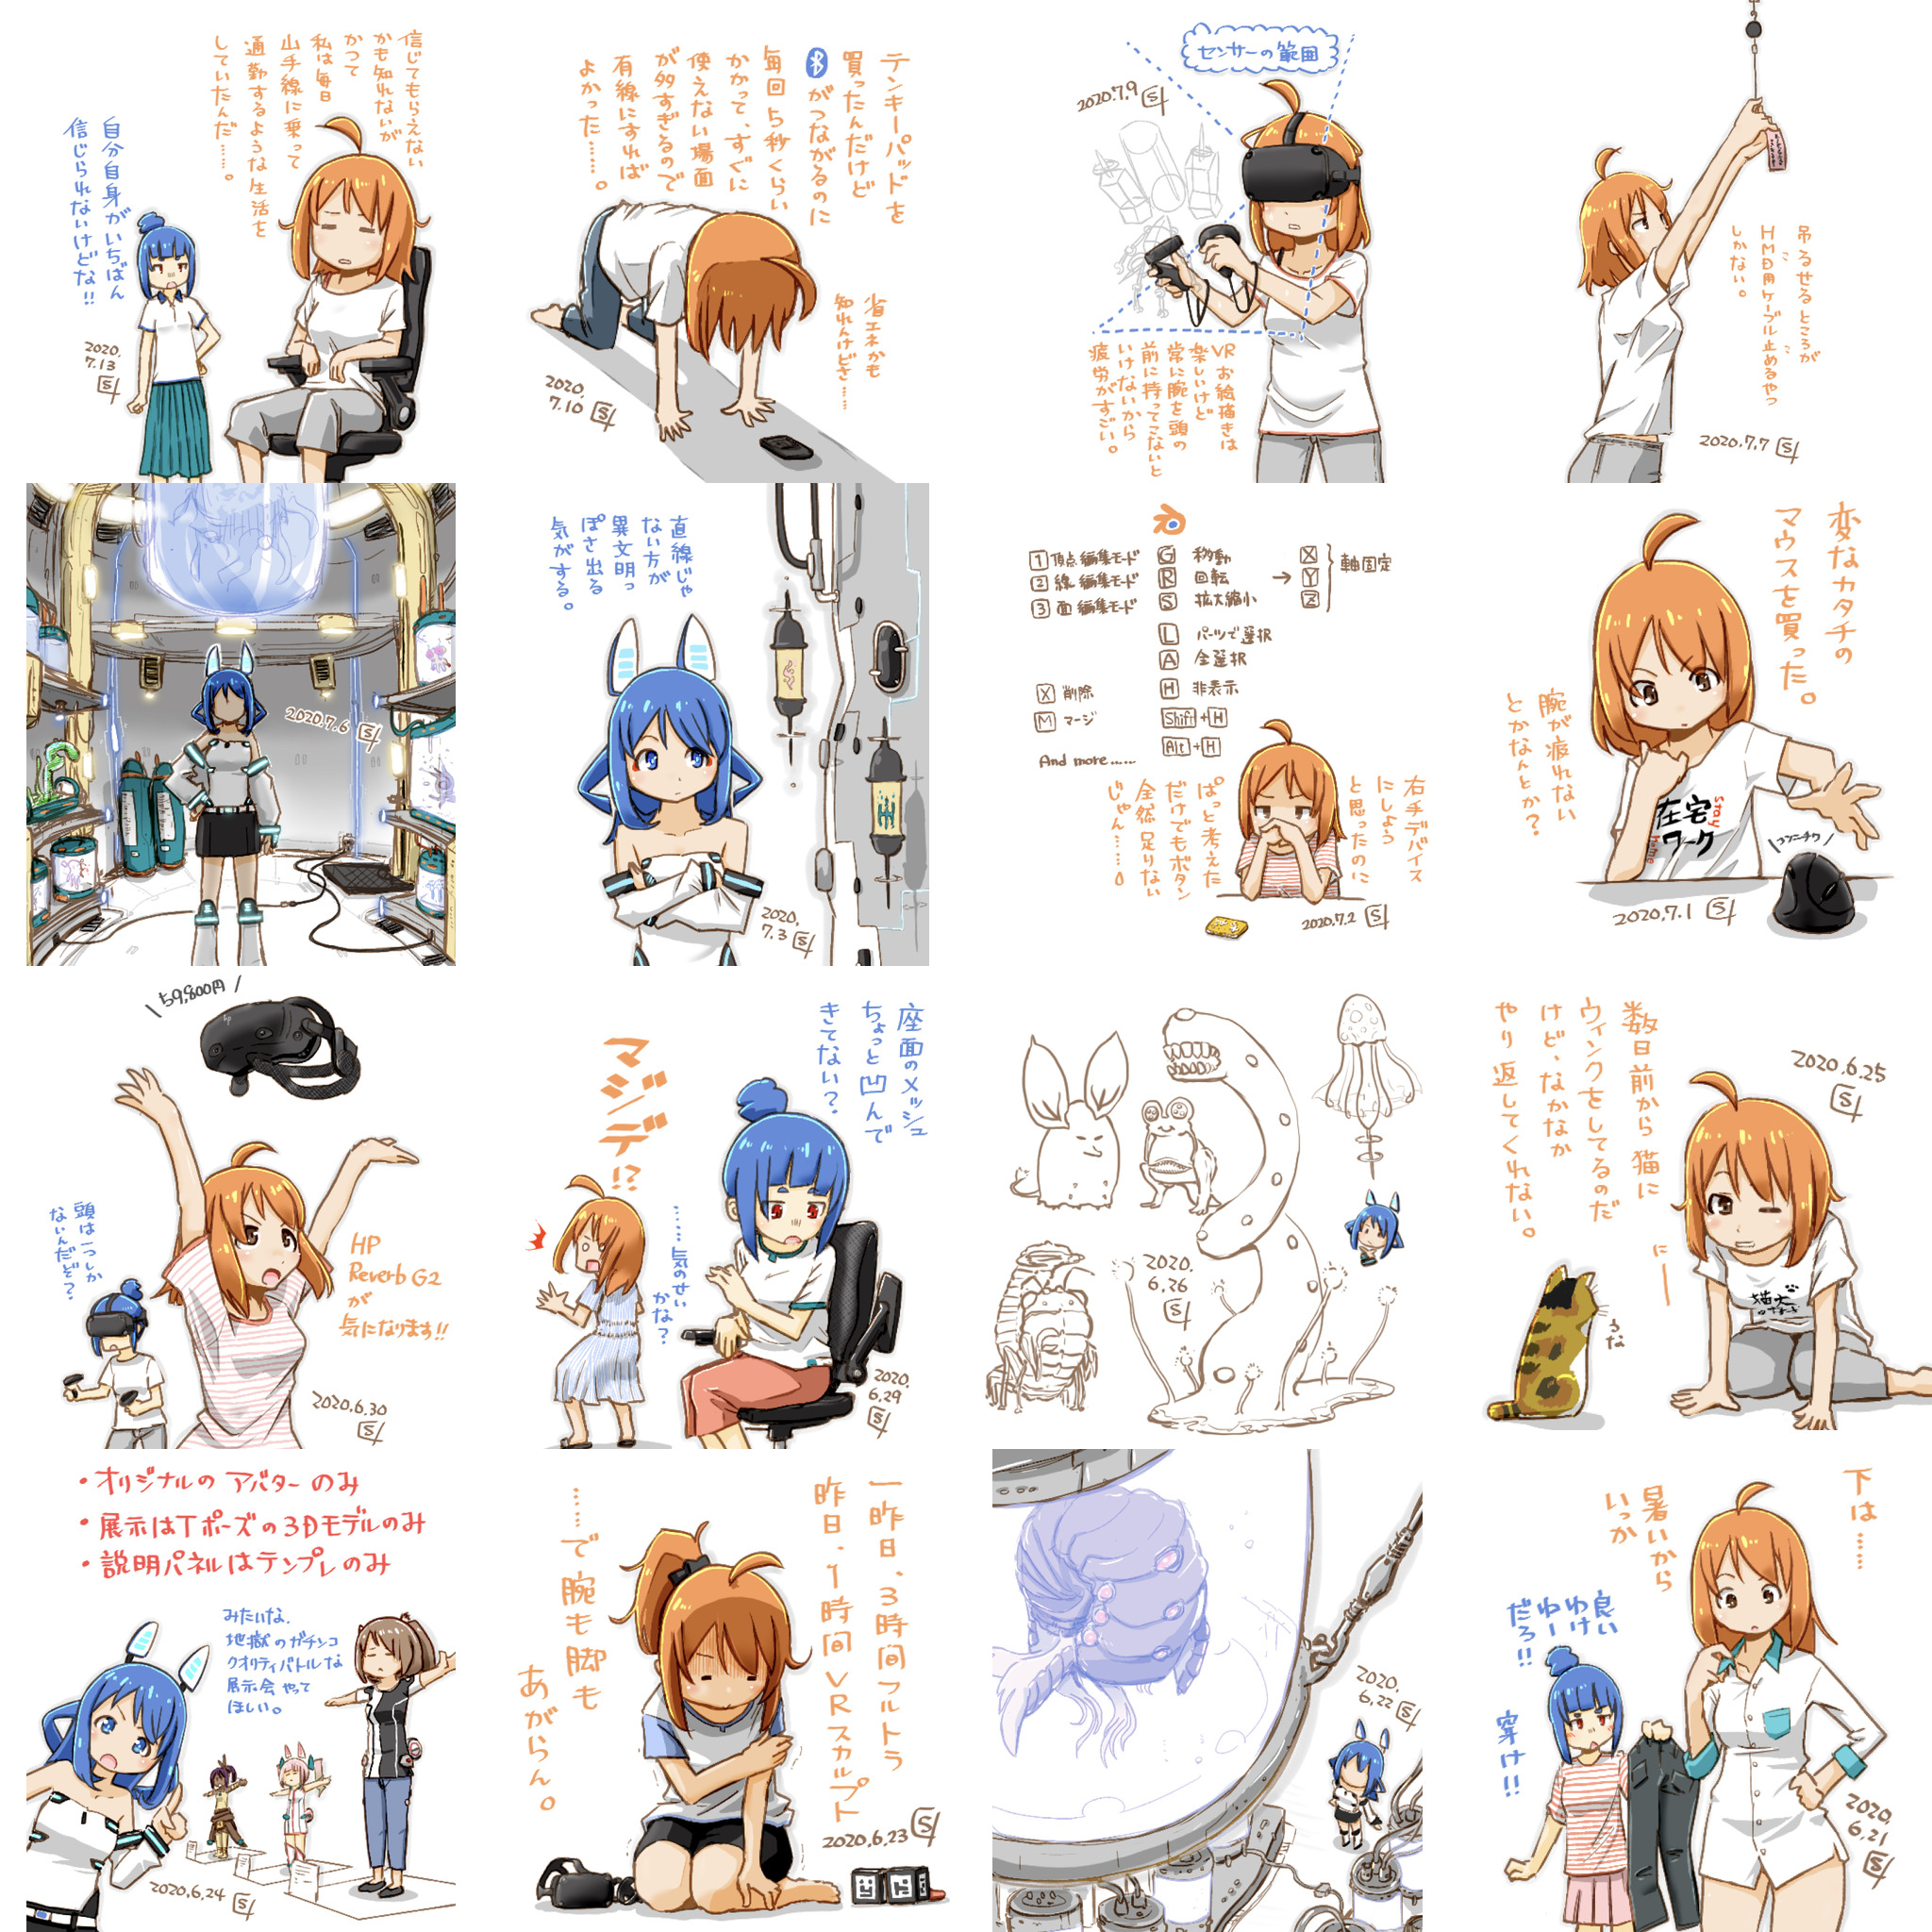 信じてもらえない
かも知れないが
かつて
私は毎日
山手線に乗って
通勤するような生活を
していたんだ……。
自分自身がいちばん
信じられないけどな!!
2020.
7.13
テンキーパッドを
買ったんだけど
がつながるのに
毎回5秒くらい
かかって、すぐに
使えない場面
が多すぎるので
有線にすれば
よかった……。
省エネかも
知れんけどさ……
2020.
7.10
センサーの範囲
2020.7.9
VRお絵描きは
楽しいけど
常に腕を頭の
前に持ってこないと
いけないから
疲労がすごい。
吊るせるところが
HMD用ケーブル止めるやつ
しかない。
2020.7.7
2020.7.6
直線じゃ
ない方が
異文明っ
ぽさ出る
気がする。
2020.
7.3
1 頂点編集モード
2 線編集モード
3 面編集モード
G 移動
R 回転
S 拡大縮小
→ X Y Z 軸固定
L パーツで選択
A 全選択
H 非表示
Shift+H
Alt+H
X 削除
M マージ
And more……
右手デバイス
にしよう
と思ったのに
ぱっと考えた
だけでもボタン
全然足りない
じゃん……。
2020.7.2
変なカタチの
マウスを買った。
腕が疲れない
とかなんとか?
在宅
ワーク
Stay
Home
コンニチワ
2020.7.1
59,800円
HP
Reverb G2
が
気になります!!
頭は一つしか
ないんだぞ?
2020.6.30
座面のメッシュ
ちょっと凹んで
きてない?
マジデ!?
……気のせい
かな?
2020.
6.29
2020.
6.26
数日前から猫に
ウィンクをしてるのだ
けど、なかなか
やり返してくれない。
2020.6.25
にー
るな
・オリジナルのアバターのみ
・展示はTポーズの3Dモデルのみ
・説明パネルはテンプレのみ
みたいな、
地獄のガチンコ
クオリティバトルな
展示会やって
ほしい。
2020.6.24
一昨日、3時間フルトラ
昨日、1時間VRスカルプト
……で腕も脚も
あがらん。
2020.6.23
2020.
6.22
下は……
暑いから
いっか
良い
わけ
ねー
だろ!!
穿け!!
2020.
6.21